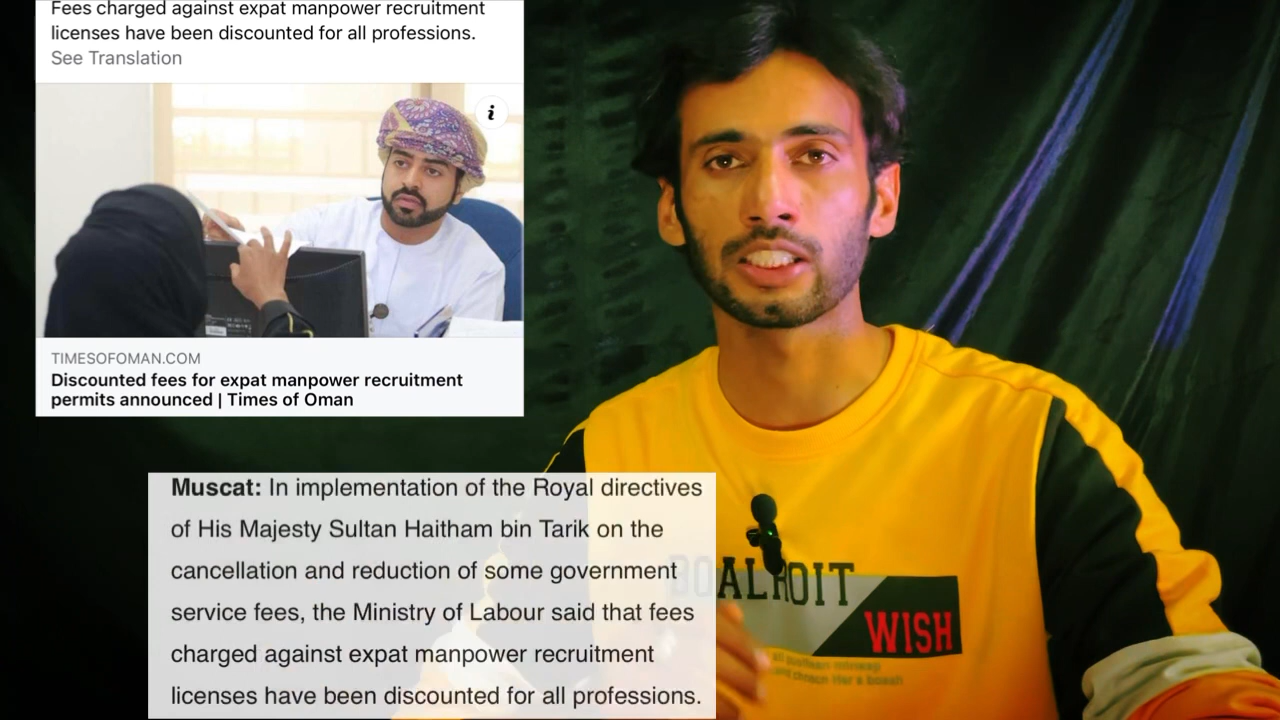 Fees charged against expat manpower recruitment
licenses have been discounted for all professions.
See Translation
i
TIMESOFOMAN.COM
Discounted fees for expat manpower recruitment
permits announced | Times of Oman
Muscat: In implementation of the Royal directives
of His Majesty Sultan Haitham bin Tarik on the
cancellation and reduction of some government
service fees, the Ministry of Labour said that fees
charged against expat manpower recruitment
licenses have been discounted for all professions.
WISH